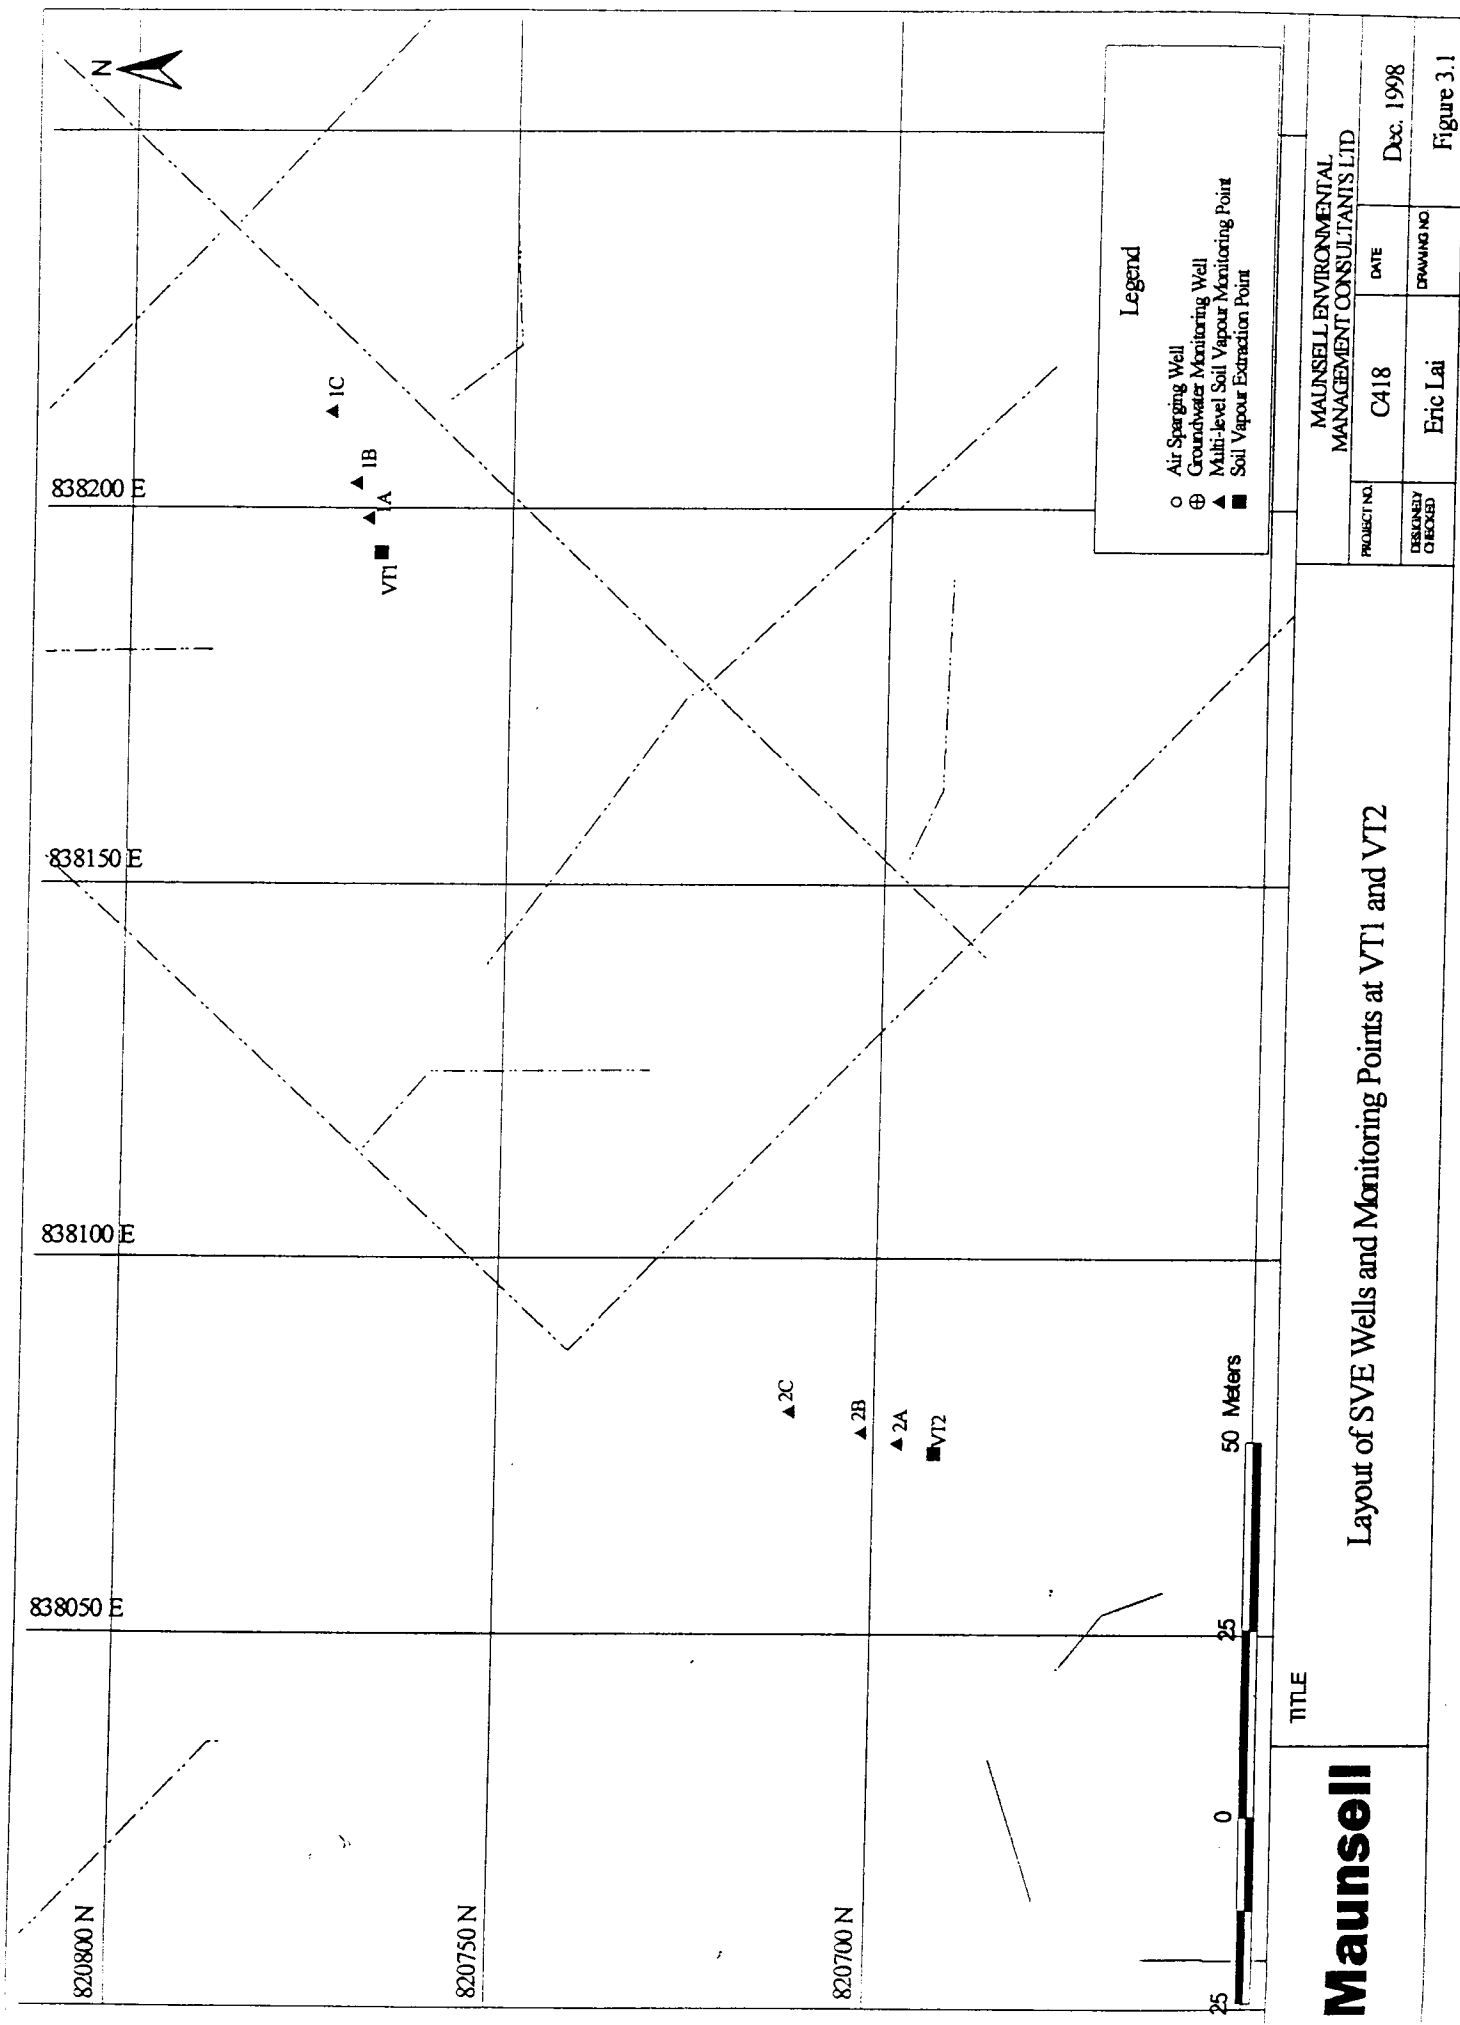 N
838050 E
838100 E
838150 E
838200 E
820800 N
820750 N
820700 N
VT1
1A
1B
1C
2C
2B
2A
VT2
25 0 25 50 Meters
Legend
Air Sparging Well
Groundwater Monitoring Well
Multi-level Soil Vapour Monitoring Point
Soil Vapour Extraction Point
Maunsell
TITLE
Layout of SVE Wells and Monitoring Points at VT1 and VT2
MAUNSELL ENVIRONMENTAL
MANAGEMENT CONSULTANTS LTD
PROJECT NO. C418 DATE Dec. 1998
DESIGNED/
CHECKED
Eric Lai DRAWING NO. Figure 3.1